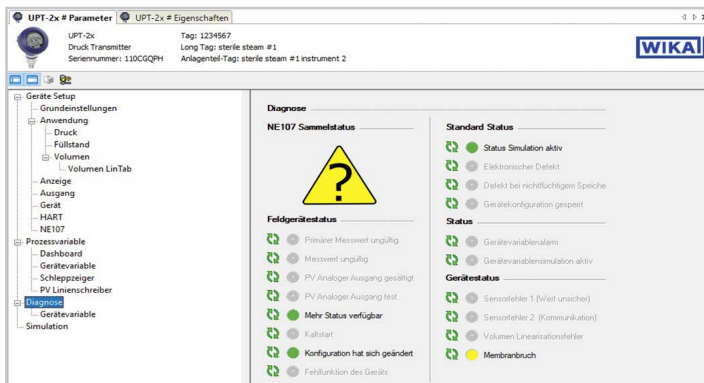 UPT-2x # Parameter UPT-2x # Eigenschaften
UPT-2x Tag: 1234567
Druck Transmitter Long Tag: sterile steam #1
Seriennummer: 110CGQPH Anlagenteil-Tag: sterile steam #1 instrument 2
WIKAI
Geräte Setup
Grundeinstellungen
Anwendung
Druck
Füllstand
Volumen
Volumen LinTab
Anzeige
Ausgang
Gerät
HART
NE107
Prozessvariable
Dashboard
Gerätevariable
Schleppzeiger
PV Linienschreiber
Diagnose
Gerätevariable
Simulation
Diagnose
NE107 Sammelstatus
?
Feldgerätestatus
Primärer Messwert ungültig
Messwert ungültig
PV Analoger Ausgang gesättigt
PV Analoger Ausgang fest
Mehr Status verfügbar
Kaltstart
Konfiguration hat sich geändert
Fehlfunktion des Geräts
Standard Status
Status Simulation aktiv
Elektronischer Defekt
Defekt bei nichtflüchtigem Speiche
Gerätekonfiguration gesperrt
Status
Gerätevariablenalarm
Gerätevariablensimulation aktiv
Gerätestatus
Sensorfehler 1 (Wert unsicher)
Sensorfehler 2 (Kommunikation)
Volumen Linearisationsfehler
Membranbruch